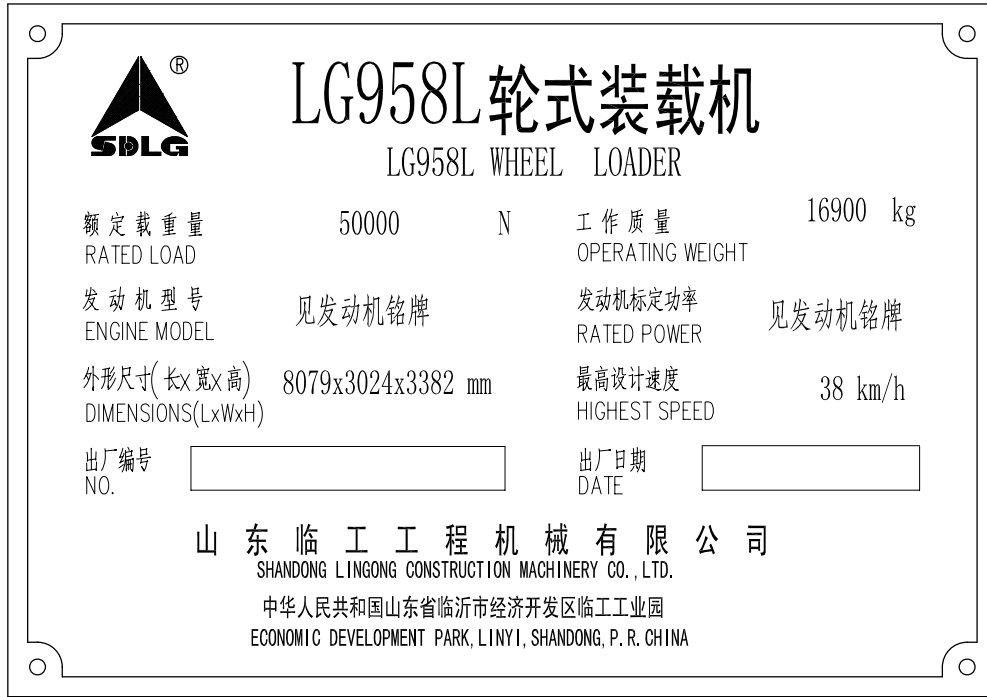 ®
SDLG
LG958L轮式装载机
LG958L WHEEL LOADER
额定载重量 50000 N 工作质量 16900 kg
RATED LOAD OPERATING WEIGHT
发动机型号 见发动机铭牌 发动机标定功率 见发动机铭牌
ENGINE MODEL RATED POWER
外形尺寸(长x宽x高) 8079x3024x3382 mm 最高设计速度 38 km/h
DIMENSIONS(LxWxH) HIGHEST SPEED
出厂编号 出厂日期
NO. DATE
山东临工工程机械有限公司
SHANDONG LINGONG CONSTRUCTION MACHINERY CO.,LTD.
中华人民共和国山东省临沂市经济开发区临工工业园
ECONOMIC DEVELOPMENT PARK,LINYI,SHANDONG,P.R.CHINA